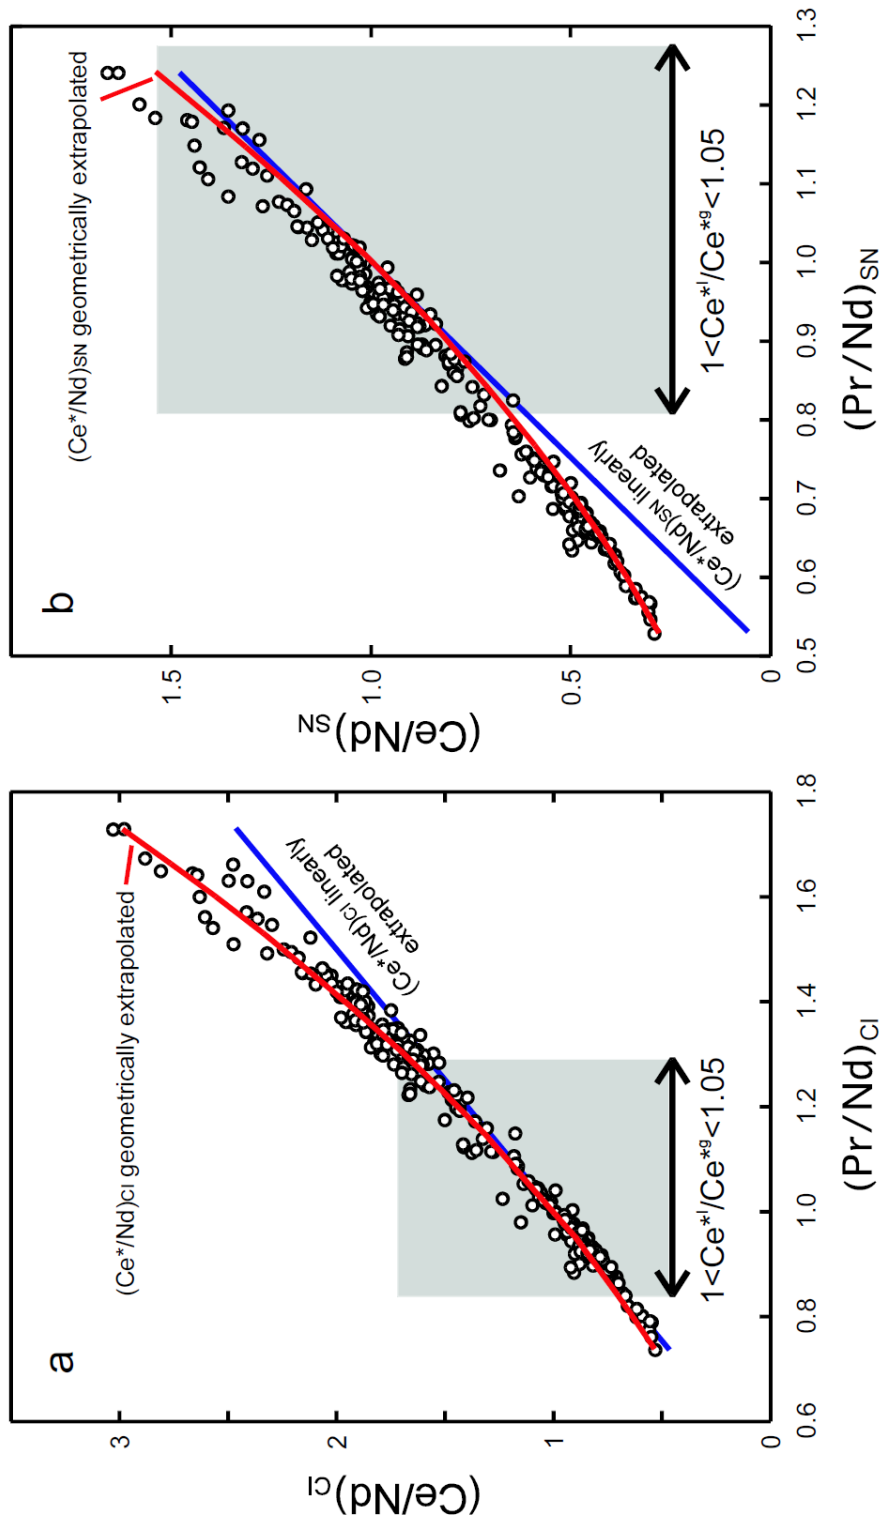 a
(Ce*/Nd)CI geometrically extrapolated
(Ce*/Nd)CI linearly
extrapolated
1<Ce*l/Ce*g<1.05
(Ce/Nd)CI
3
2
1
0
0.6
0.8
1.0
1.2
1.4
1.6
1.8
(Pr/Nd)CI
b
(Ce*/Nd)SN geometrically extrapolated
(Ce*/Nd)SN linearly
extrapolated
1<Ce*l/Ce*g<1.05
(Ce/Nd)SN
1.5
1.0
0.5
0
0.5
0.6
0.7
0.8
0.9
1.0
1.1
1.2
1.3
(Pr/Nd)SN